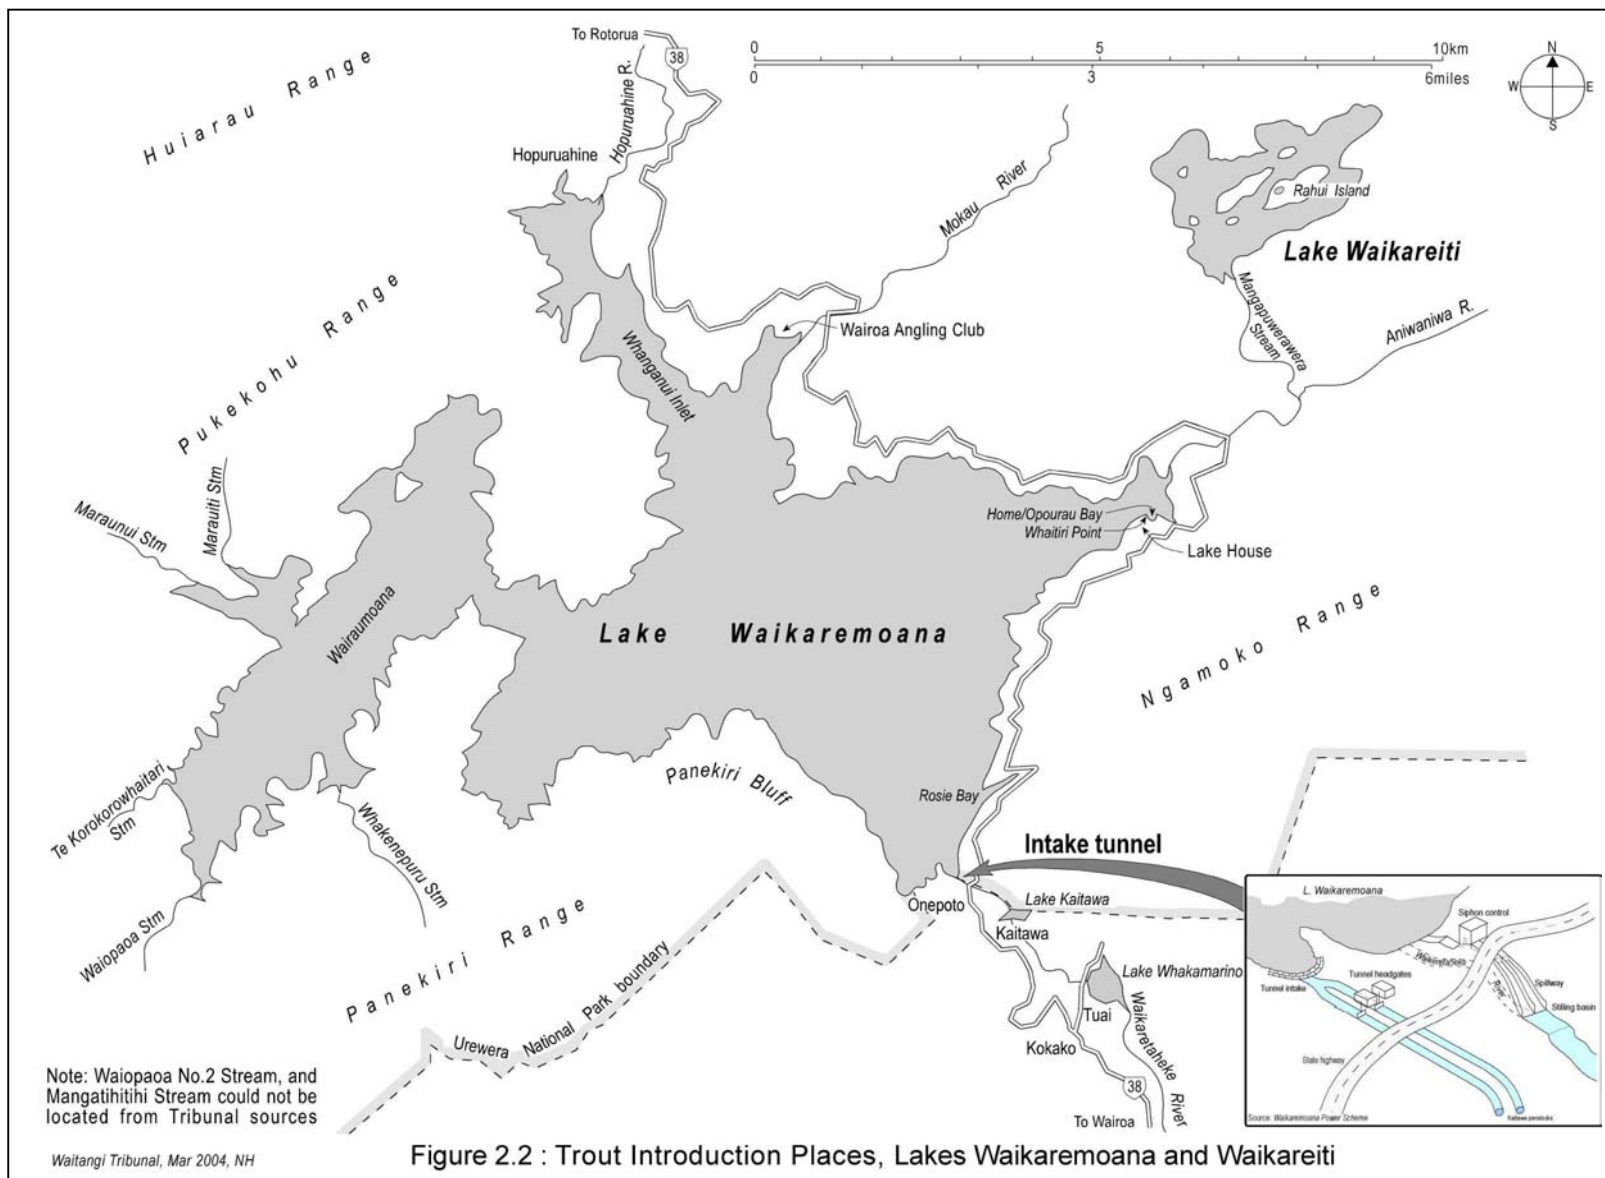 To Rotorua
38
0 5 10km
0 3 6miles
N
W E
S
Huiarau Range
Hopuruahine R.
Hopuruahine
Mokau River
Rahui Island
Lake Waikareiti
Mangapuwerawera
Stream
Aniwaniwa R.
Pukekohu Range
Whanganui Inlet
Wairoa Angling Club
Marauiti Stm
Maraunui Stm
Home/Opourau Bay
Whaitiri Point
Lake House
Wairaumoana
Lake Waikaremoana
Ngamoko Range
Te Korokorowhaitari
Stm
Whakenepuru Stm
Waiopaoa Stm
Panekiri Bluff
Rosie Bay
Intake tunnel
Onepoto
Lake Kaitawa
Kaitawa
Panekiri Range
Urewera National Park boundary
Lake Whakamarino
Tuai
Waikaretaheke River
Kokako
38
To Wairoa
L. Waikaremoana
Siphon control
Waikaretaheke
River
Tunnel headgates
Tunnel intake
Spillway
Stilling basin
State highway
Kaitawa penstocks
Source: Waikaremoana Power Scheme
Note: Waiopaoa No.2 Stream, and
Mangatihitihi Stream could not be
located from Tribunal sources
Waitangi Tribunal, Mar 2004, NH
Figure 2.2 : Trout Introduction Places, Lakes Waikaremoana and Waikareiti